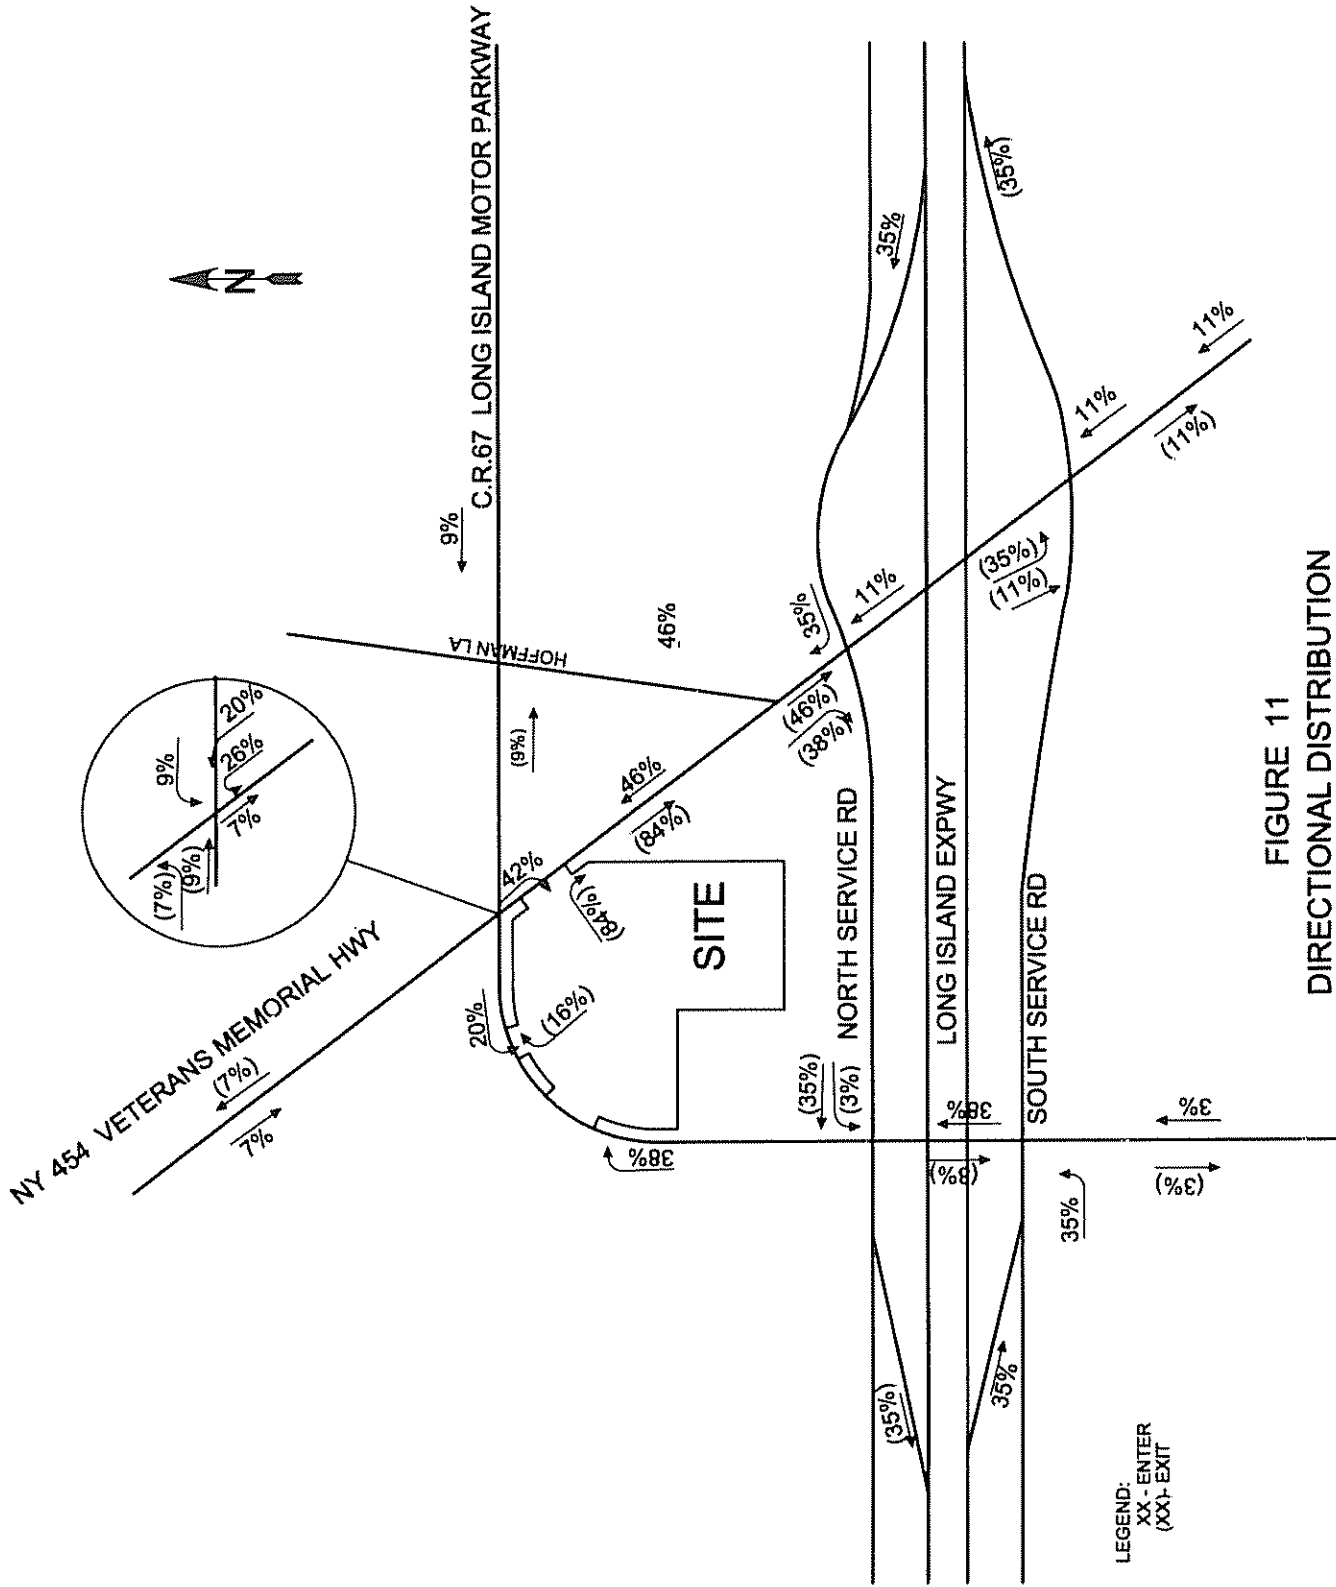 C.R.67 LONG ISLAND MOTOR PARKWAY
N
9%
20%
9%
26%
7%
(7%)
(9%)
HOFFMAN LA
46%
(9%)
NY 454 VETERANS MEMORIAL HWY
(7%)
7%
42%
(84%)
46%
(84%)
20%
(16%)
SITE
38%
35%
(46%)
(38%)
11%
35%
(35%)
11%
11%
(11%)
(35%)
(11%)
NORTH SERVICE RD
LONG ISLAND EXPWY
SOUTH SERVICE RD
(35%)
(3%)
38%
(3%)
3%
(3%)
35%
(35%)
35%
LEGEND:
XX - ENTER
(XX)- EXIT
FIGURE 11
DIRECTIONAL DISTRIBUTION